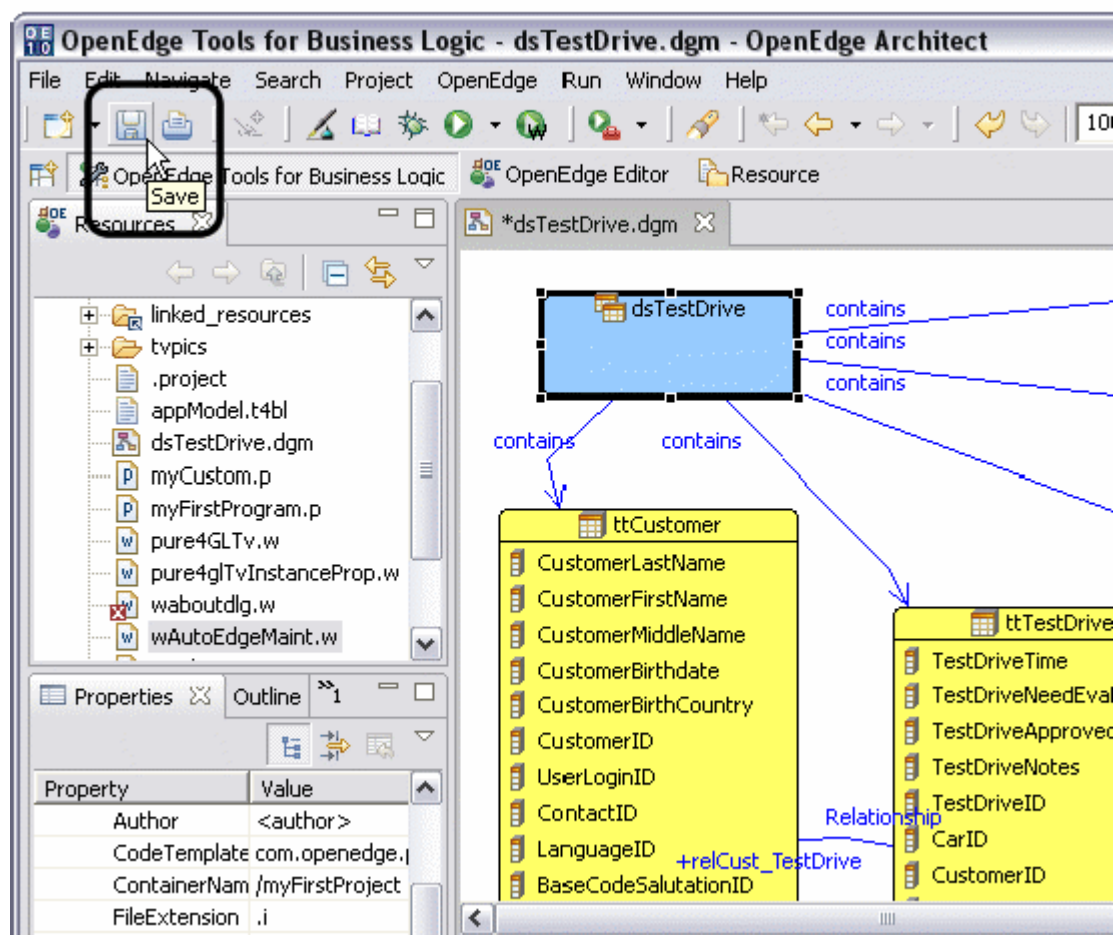 OpenEdge Tools for Business Logic - dsTestDrive.dgm - OpenEdge Architect
File Edit Navigate Search Project OpenEdge Run Window Help
OpenEdge Tools for Business Logic OpenEdge Editor Resource
Save
Resources
*dsTestDrive.dgm
linked_resources
tvpics
.project
appModel.t4bl
dsTestDrive.dgm
myCustom.p
myFirstProgram.p
pure4GLTv.w
pure4glTvInstanceProp.w
waboutdlg.w
wAutoEdgeMaint.w
Properties Outline »1
Property Value
Author <author>
CodeTemplate com.openedge.
ContainerNam /myFirstProject
FileExtension .i
dsTestDrive
contains
contains
contains
contains contains
ttCustomer
CustomerLastName
CustomerFirstName
CustomerMiddleName
CustomerBirthdate
CustomerBirthCountry
CustomerID
UserLoginID
ContactID
LanguageID
BaseCodeSalutationID
Relationship
+relCust_TestDrive
ttTestDrive
TestDriveTime
TestDriveNeedEval
TestDriveApproved
TestDriveNotes
TestDriveID
CarID
CustomerID